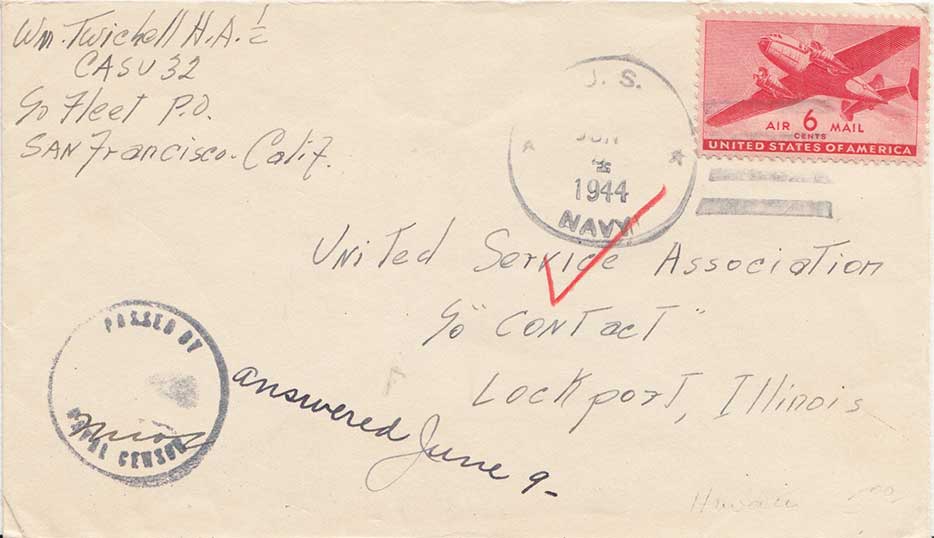 Wm. Twichell H.A. 1/c
CASU 32
c/o Fleet P.O.
SAN Francisco. Calif.
U.S.
JUN
1944
NAVY
AIR 6 MAIL
CENTS
UNITED STATES OF AMERICA
United Service Association
c/o "CONTACT"
Lockport, Illinois
PASSED BY
NAVAL CENSOR
answered June 9-